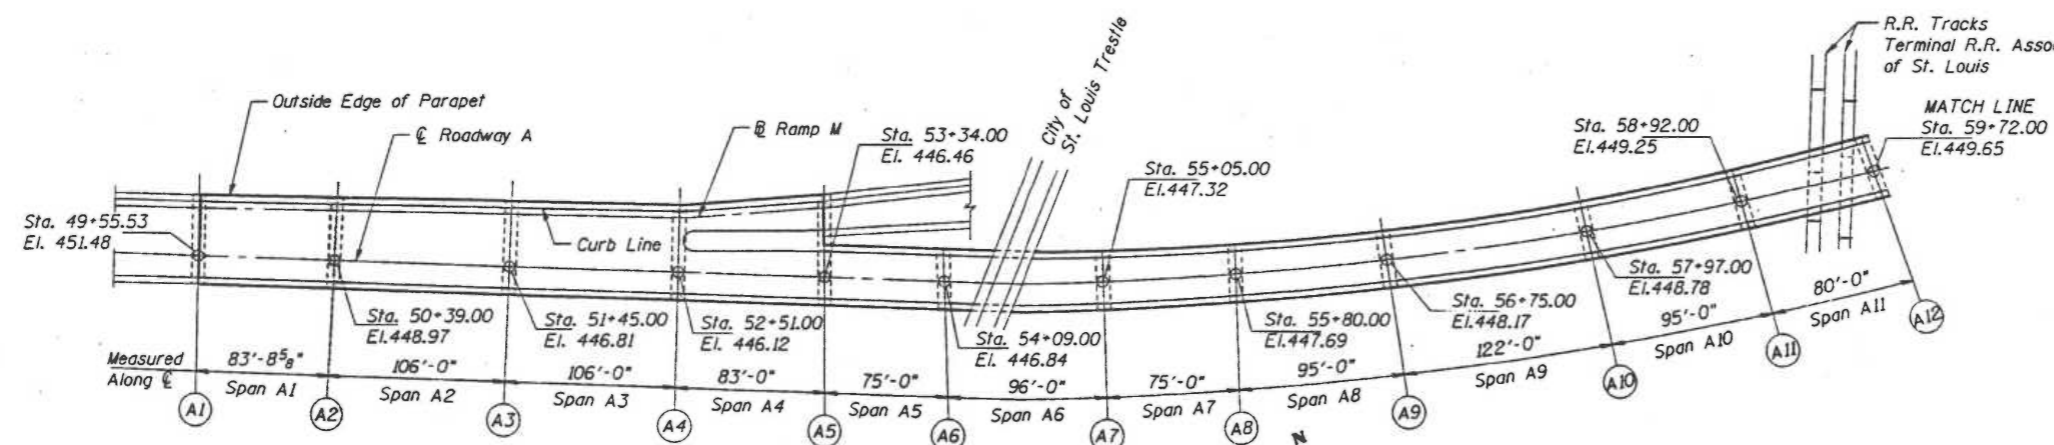 R.R. Tracks
Terminal R.R. Asso
of St. Louis
MATCH LINE
Sta. 59+72.00
El.449.65
Outside Edge of Parapet
℄ Roadway A
Ramp M
City of
St. Louis Trestle
Sta. 53+34.00
El. 446.46
Sta. 55+05.00
El.447.32
Sta. 58+92.00
El.449.25
Sta. 49+55.53
El. 451.48
Curb Line
Sta. 50+39.00
El.448.97
Sta. 51+45.00
El. 446.81
Sta. 52+51.00
El. 446.12
Sta. 54+09.00
El. 446.84
Sta. 55+80.00
El.447.69
Sta. 56+75.00
El.448.17
Sta. 57+97.00
El.448.78
Measured
Along ℄
83'-8⅝"
Span A1
106'-0"
Span A2
106'-0"
Span A3
83'-0"
Span A4
75'-0"
Span A5
96'-0"
Span A6
75'-0"
Span A7
95'-0"
Span A8
122'-0"
Span A9
95'-0"
Span A10
80'-0"
Span A11
A1
A2
A3
A4
A5
A6
A7
A8
A9
A10
A11
A12
N